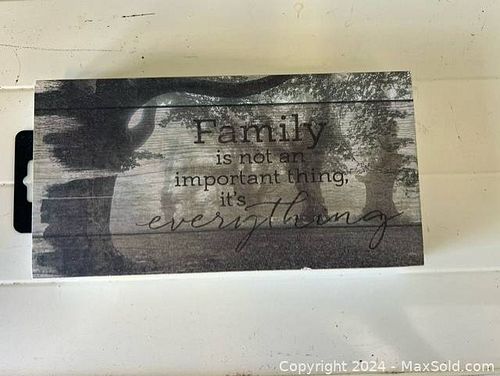 Family
is not an
important thing,
it's
everything
Copyright 2024 - MaxSold.com